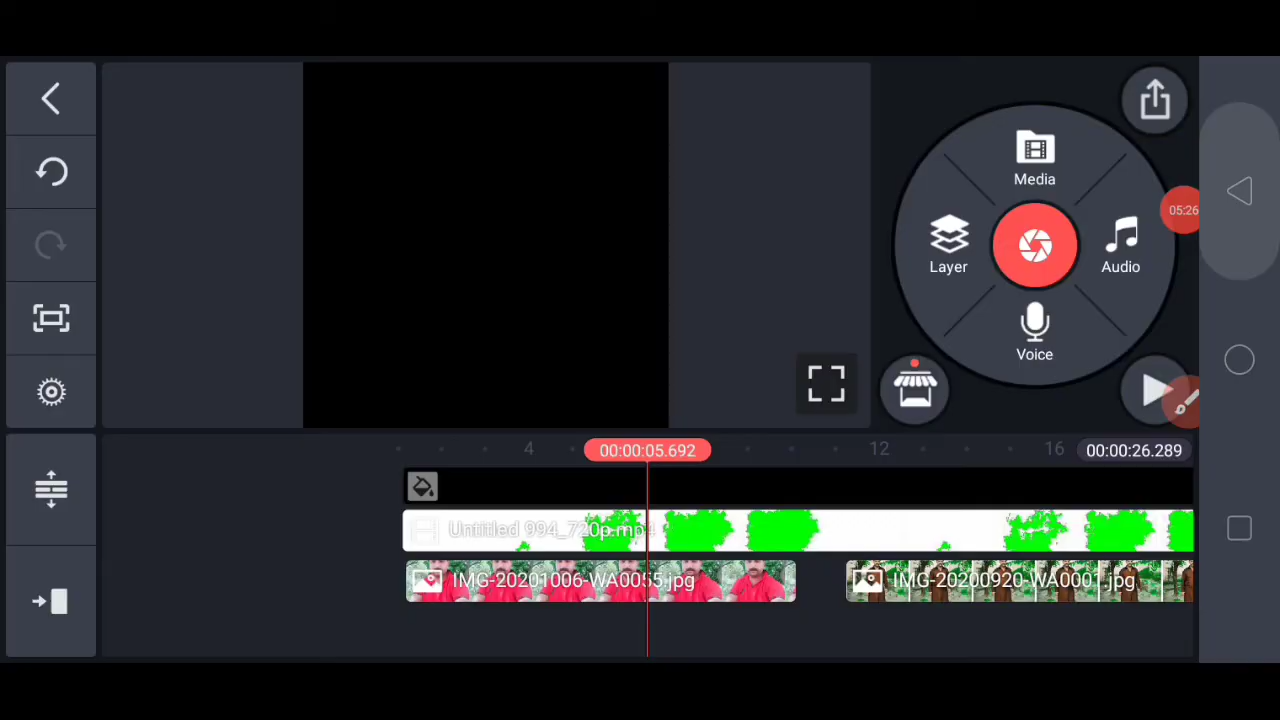 Media
05:26
Layer
Audio
Voice
4
00:00:05.692
12
16
00:00:26.289
Untitled 994_720p.mp4
IMG-20201006-WA0055.jpg
IMG-20200920-WA0001.jpg